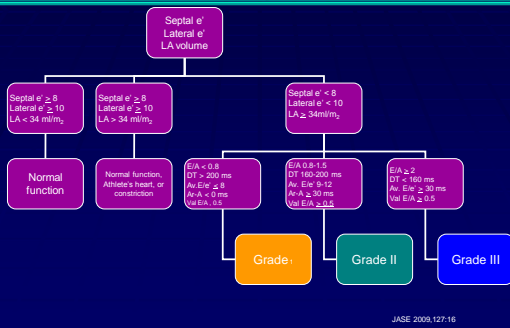 Septal e'
Lateral e'
LA volume
Septal e' ≥ 8
Lateral e' ≥ 10
LA < 34 ml/m₂
Septal e' ≥ 8
Lateral e' ≥ 10
LA > 34 ml/m₂
Septal e' < 8
Lateral e' < 10
LA ≥ 34ml/m₂
Normal
function
Normal function,
Athlete's heart, or
constriction
E/A < 0.8
DT > 200 ms
Av.E/e' ≤ 8
Ar-A < 0 ms
Val E/A , 0.5
E/A 0.8-1.5
DT 160-200 ms
Av. E/e' 9-12
Ar-A ≥ 30 ms
Val E/A > 0.5
E/A ≥ 2
DT < 160 ms
Av. E/e' ≥ 30 ms
Val E/A ≥ 0.5
Grade I
Grade II
Grade III
JASE 2009,127:16